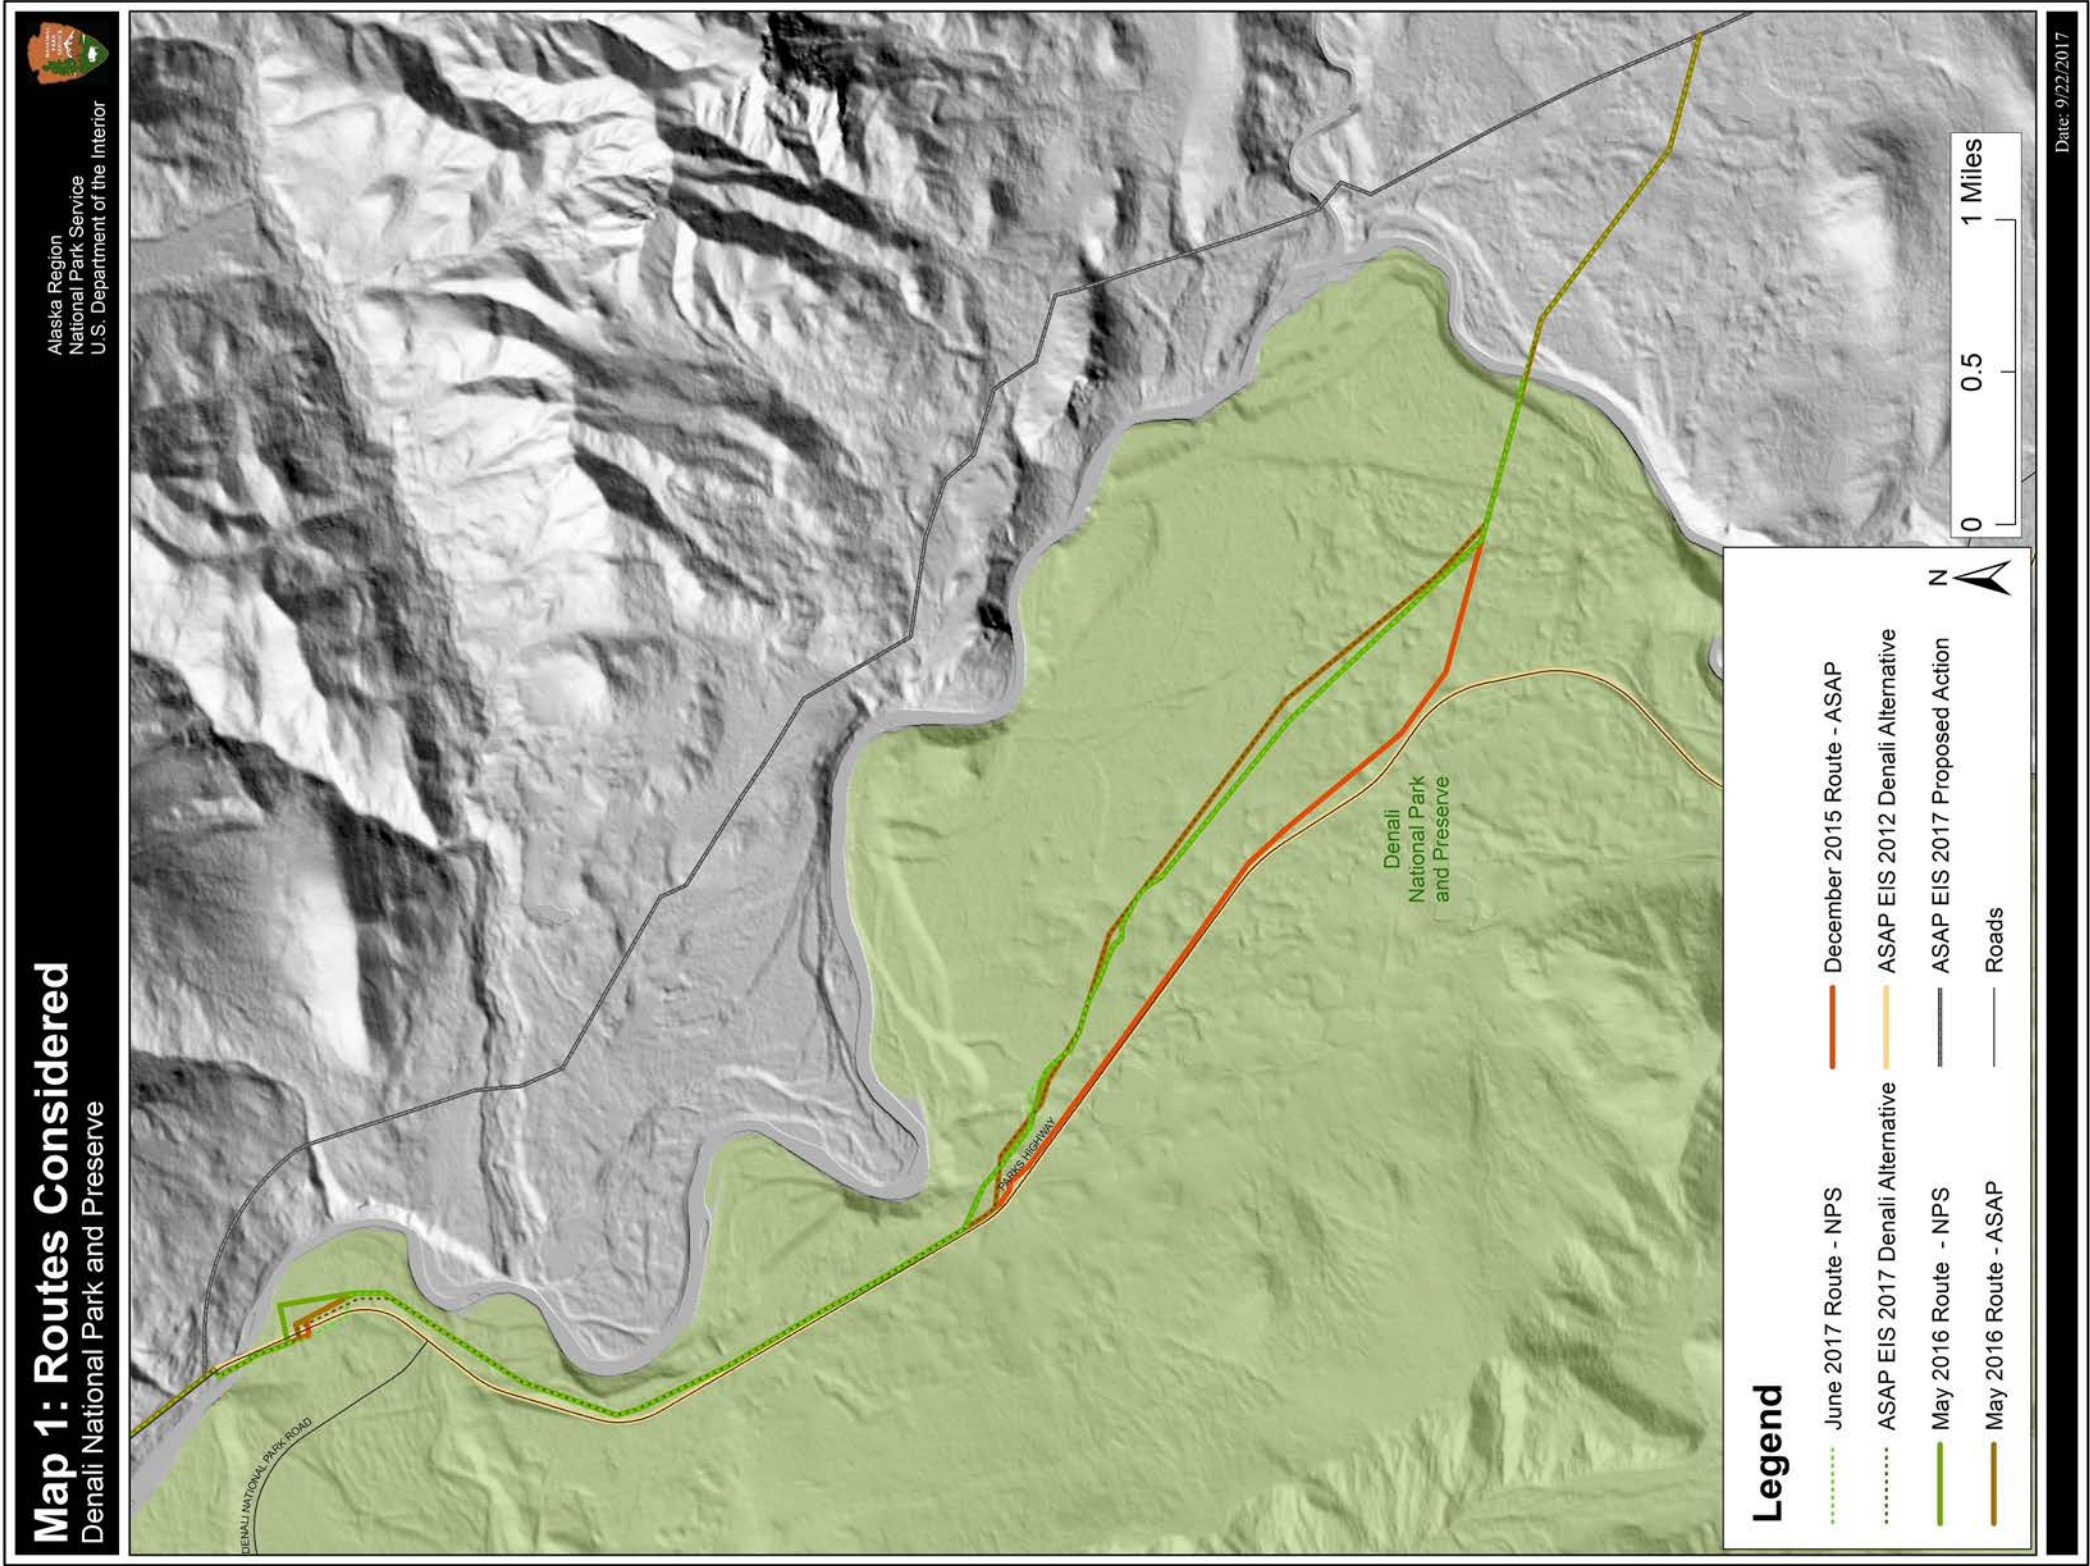 Map 1: Routes Considered
Denali National Park and Preserve
Alaska Region
National Park Service
U.S. Department of the Interior
DENALI NATIONAL PARK ROAD
PARKS HIGHWAY
Denali
National Park
and Preserve
Legend
June 2017 Route - NPS
ASAP EIS 2017 Denali Alternative
May 2016 Route - NPS
May 2016 Route - ASAP
December 2015 Route - ASAP
ASAP EIS 2012 Denali Alternative
ASAP EIS 2017 Proposed Action
Roads
N
0 0.5 1 Miles
Date: 9/22/2017